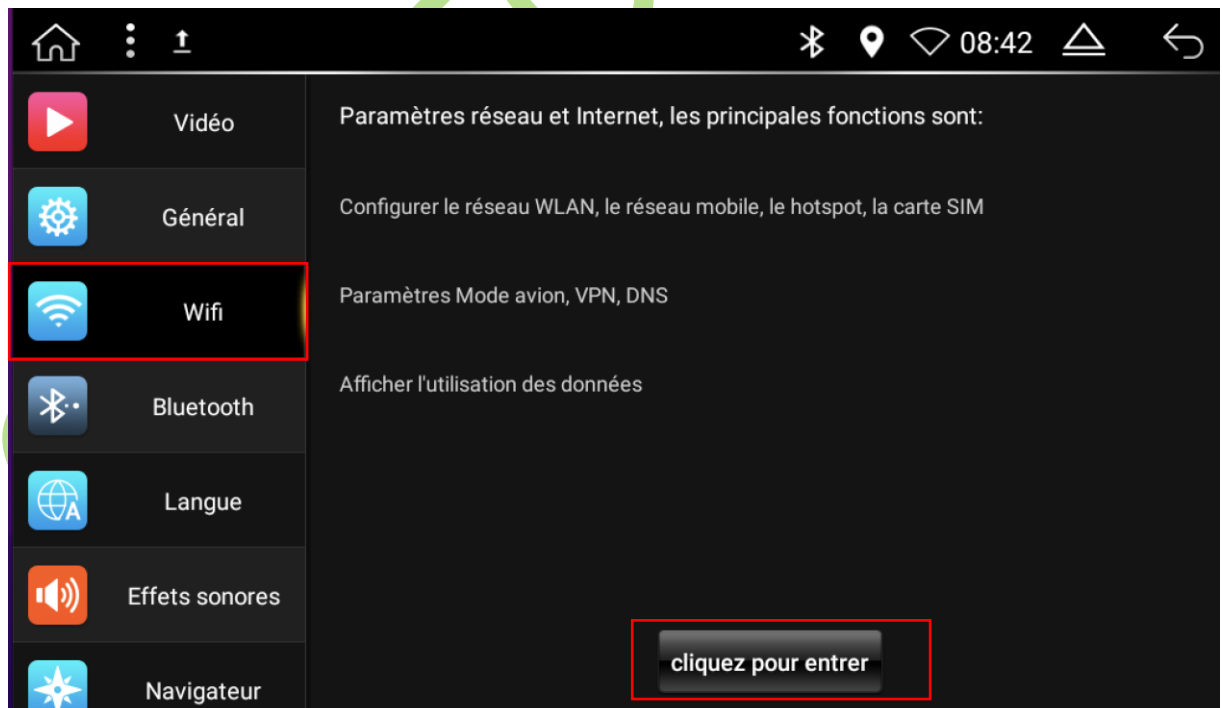 08:42
Vidéo
Général
Wifi
Bluetooth
Langue
Effets sonores
Navigateur
Paramètres réseau et Internet, les principales fonctions sont:
Configurer le réseau WLAN, le réseau mobile, le hotspot, la carte SIM
Paramètres Mode avion, VPN, DNS
Afficher l'utilisation des données
cliquez pour entrer